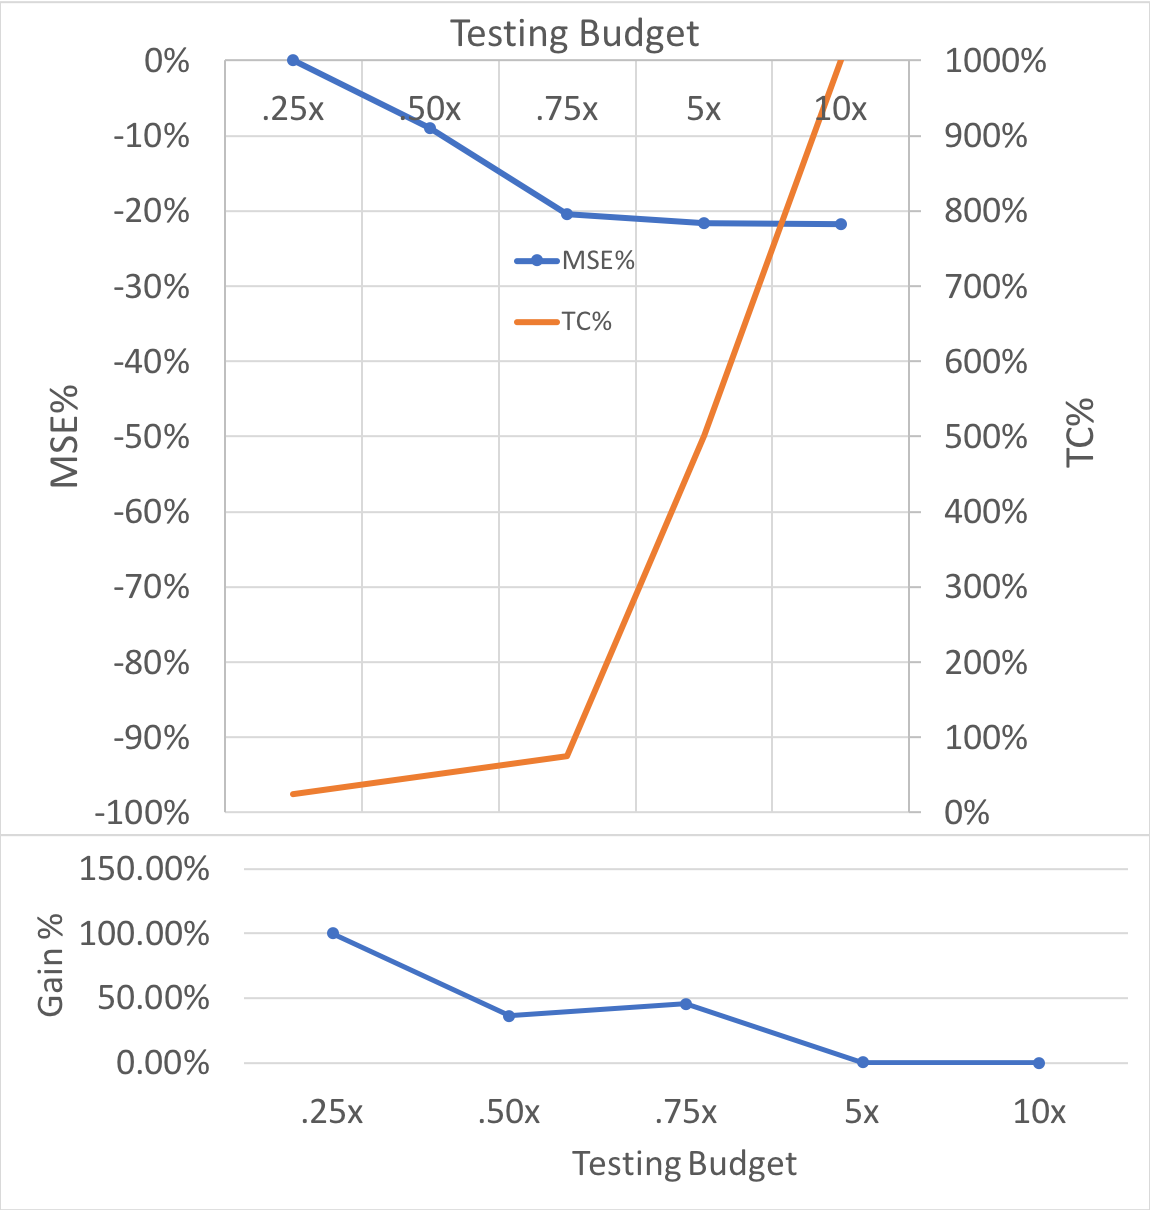 Testing Budget
0%
-10%
-20%
-30%
-40%
-50%
-60%
-70%
-80%
-90%
-100%
MSE%
.25x .50x .75x 5x 10x
MSE%
TC%
1000%
900%
800%
700%
600%
500%
400%
300%
200%
100%
0%
TC%
150.00%
100.00%
50.00%
0.00%
Gain %
.25x .50x .75x 5x 10x
Testing Budget